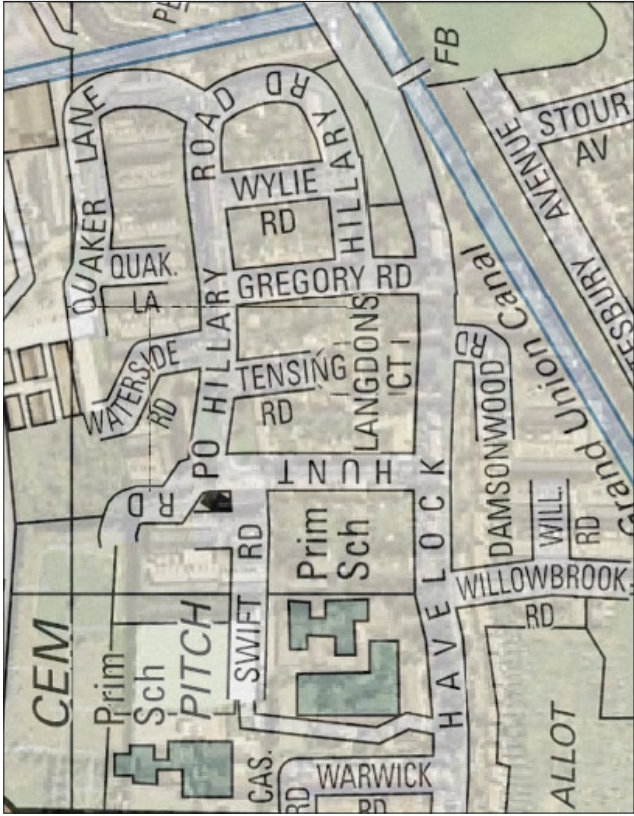 PE
FB
STOUR
AV
AVENUE
TESBURY
QUAKER LANE
HILLARY ROAD
HILLARY RD
WYLIE
RD
QUAK.
LA
GREGORY RD
WATERSIDE
RD
TENSING
RD
LANGDONS
CT
Grand Union Canal
DAMSONWOOD
RD
PO
HUNT
RD
HAVELOCK
WILL.
RD
WILLOWBROOK
RD
SWIFT
RD
Prim
Sch
CEM
Prim
Sch
PITCH
CAS.
RD
WARWICK
RD
ALLOT